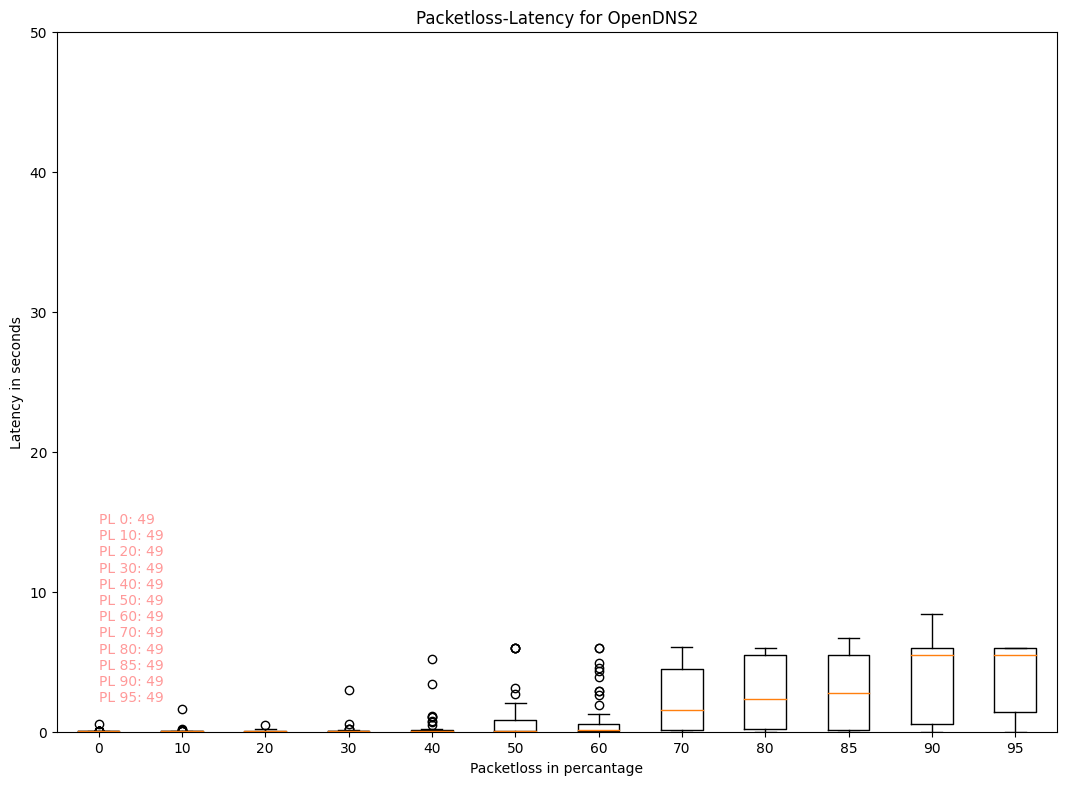 Packetloss-Latency for OpenDNS2
50
40
30
20
10
0
Latency in seconds
PL 0: 49
PL 10: 49
PL 20: 49
PL 30: 49
PL 40: 49
PL 50: 49
PL 60: 49
PL 70: 49
PL 80: 49
PL 85: 49
PL 90: 49
PL 95: 49
0 10 20 30 40 50 60 70 80 85 90 95
Packetloss in percantage